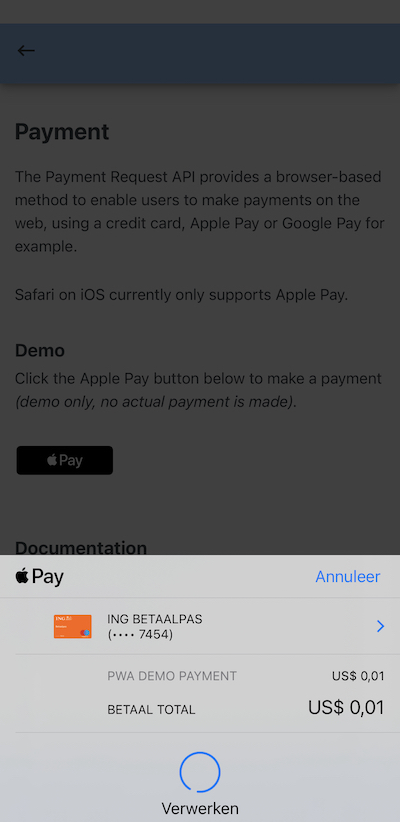 Payment
The Payment Request API provides a browser-based
method to enable users to make payments on the
web, using a credit card, Apple Pay or Google Pay for
example.
Safari on iOS currently only supports Apple Pay.
Demo
Click the Apple Pay button below to make a payment
(demo only, no actual payment is made).
Pay
Documentation
Pay Annuleer
ING
ING BETAALPAS
(•••• 7454)
PWA DEMO PAYMENT US$ 0,01
BETAAL TOTAL US$ 0,01
Verwerken